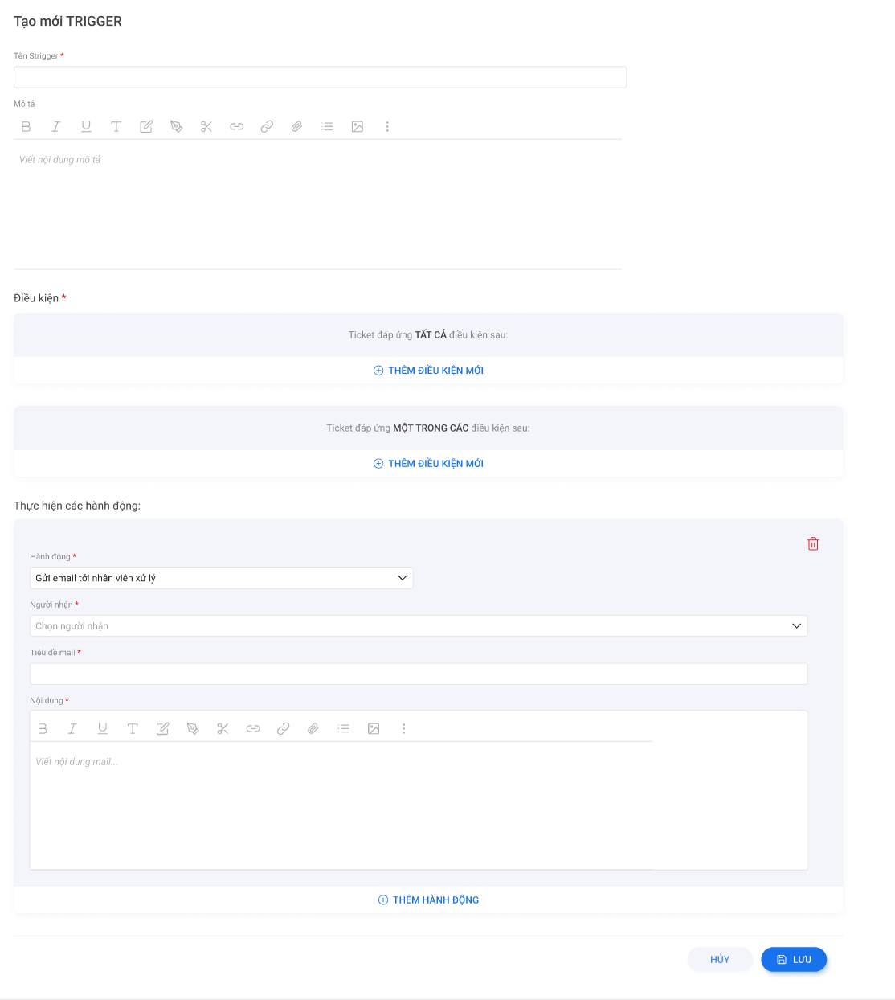 Tạo mới TRIGGER
Tên Strigger *
Mô tả
Viết nội dung mô tả
Điều kiện *
Ticket đáp ứng TẤT CẢ điều kiện sau:
THÊM ĐIỀU KIỆN MỚI
Ticket đáp ứng MỘT TRONG CÁC điều kiện sau:
THÊM ĐIỀU KIỆN MỚI
Thực hiện các hành động:
Hành động *
Gửi email tới nhân viên xử lý
Người nhận *
Chọn người nhận
Tiêu đề mail *
Nội dung *
Viết nội dung mail...
THÊM HÀNH ĐỘNG
HỦY
LƯU